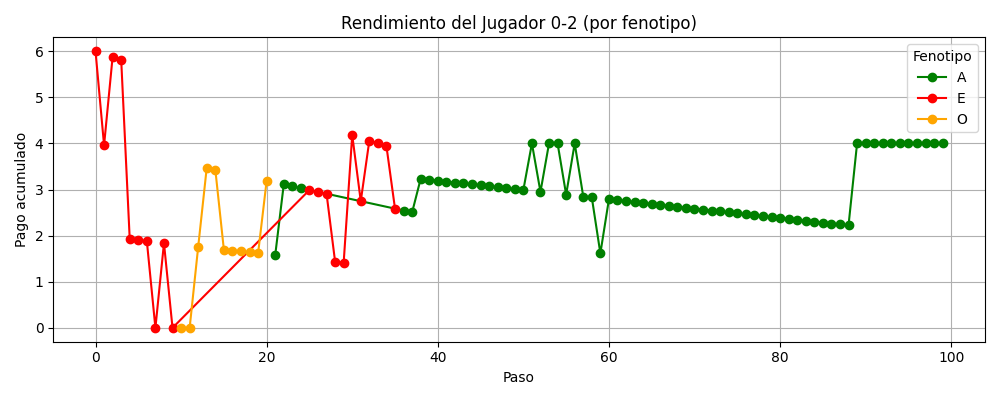 Rendimiento del Jugador 0-2 (por fenotipo)
Pago acumulado
6
5
4
3
2
1
0
0 20 40 60 80 100
Paso
Fenotipo
A
E
O